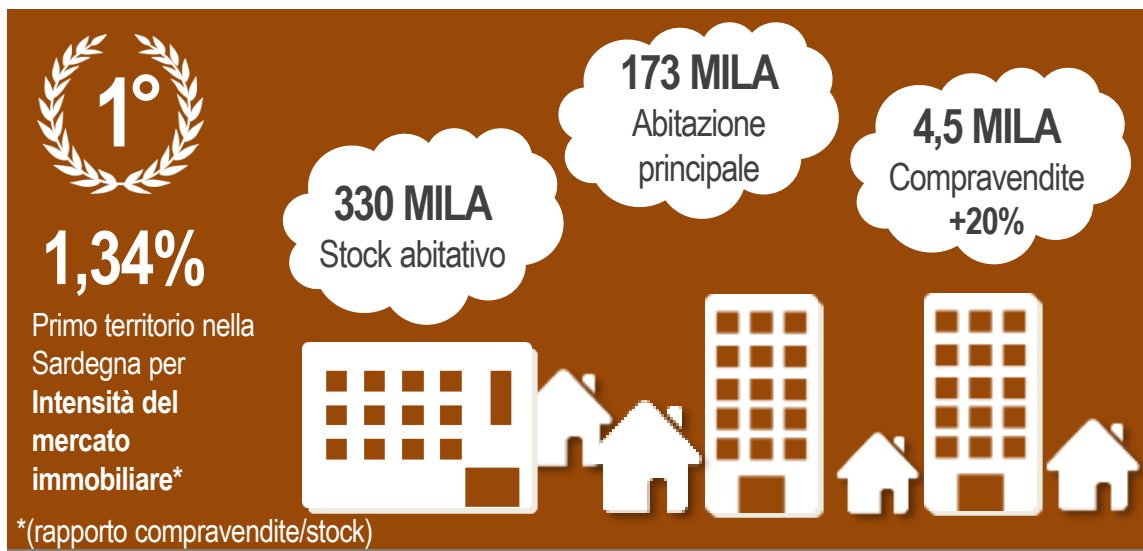 1°
1,34%
Primo territorio nella
Sardegna per
Intensità del
mercato
immobiliare*
*(rapporto compravendite/stock)
330 MILA
Stock abitativo
173 MILA
Abitazione
principale
4,5 MILA
Compravendite
+20%